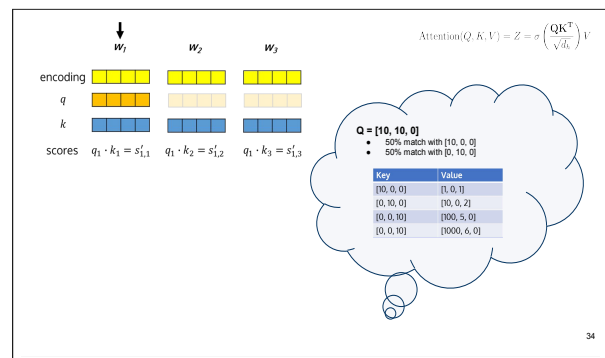 w₁ w₂ w₃
Attention(Q, K, V) = Z = σ(QKᵀ/√dₖ)V
encoding
q
k
scores q₁ · k₁ = s′₁,₁ q₁ · k₂ = s′₁,₂ q₁ · k₃ = s′₁,₃
Q = [10, 10, 0]
• 50% match with [10, 0, 0]
• 50% match with [0, 10, 0]
Key Value
[10, 0, 0] [1, 0, 1]
[0, 10, 0] [10, 0, 2]
[0, 0, 10] [100, 5, 0]
[0, 0, 10] [1000, 6, 0]
34